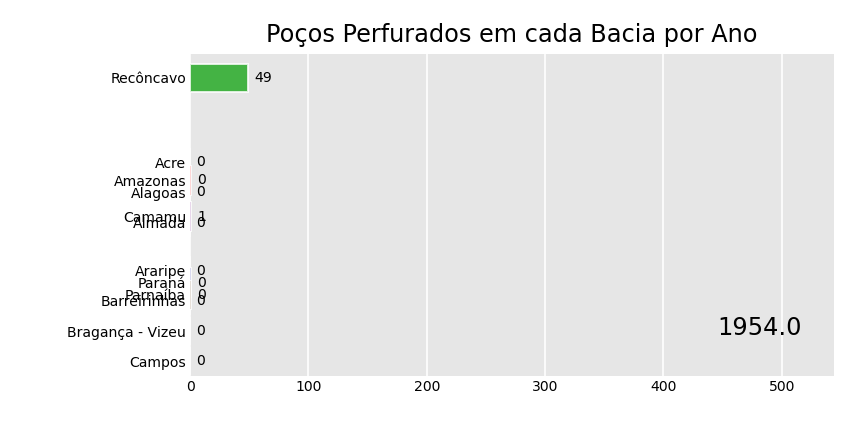 Poços Perfurados em cada Bacia por Ano
Recôncavo 49
Acre 0
Amazonas 0
Alagoas 0
Camamu 1
Almada 0
Araripe 0
Paraná 0
Parnaíba 0
Barreirinhas 0
Bragança - Vizeu 0
1954.0
Campos 0
0 100 200 300 400 500